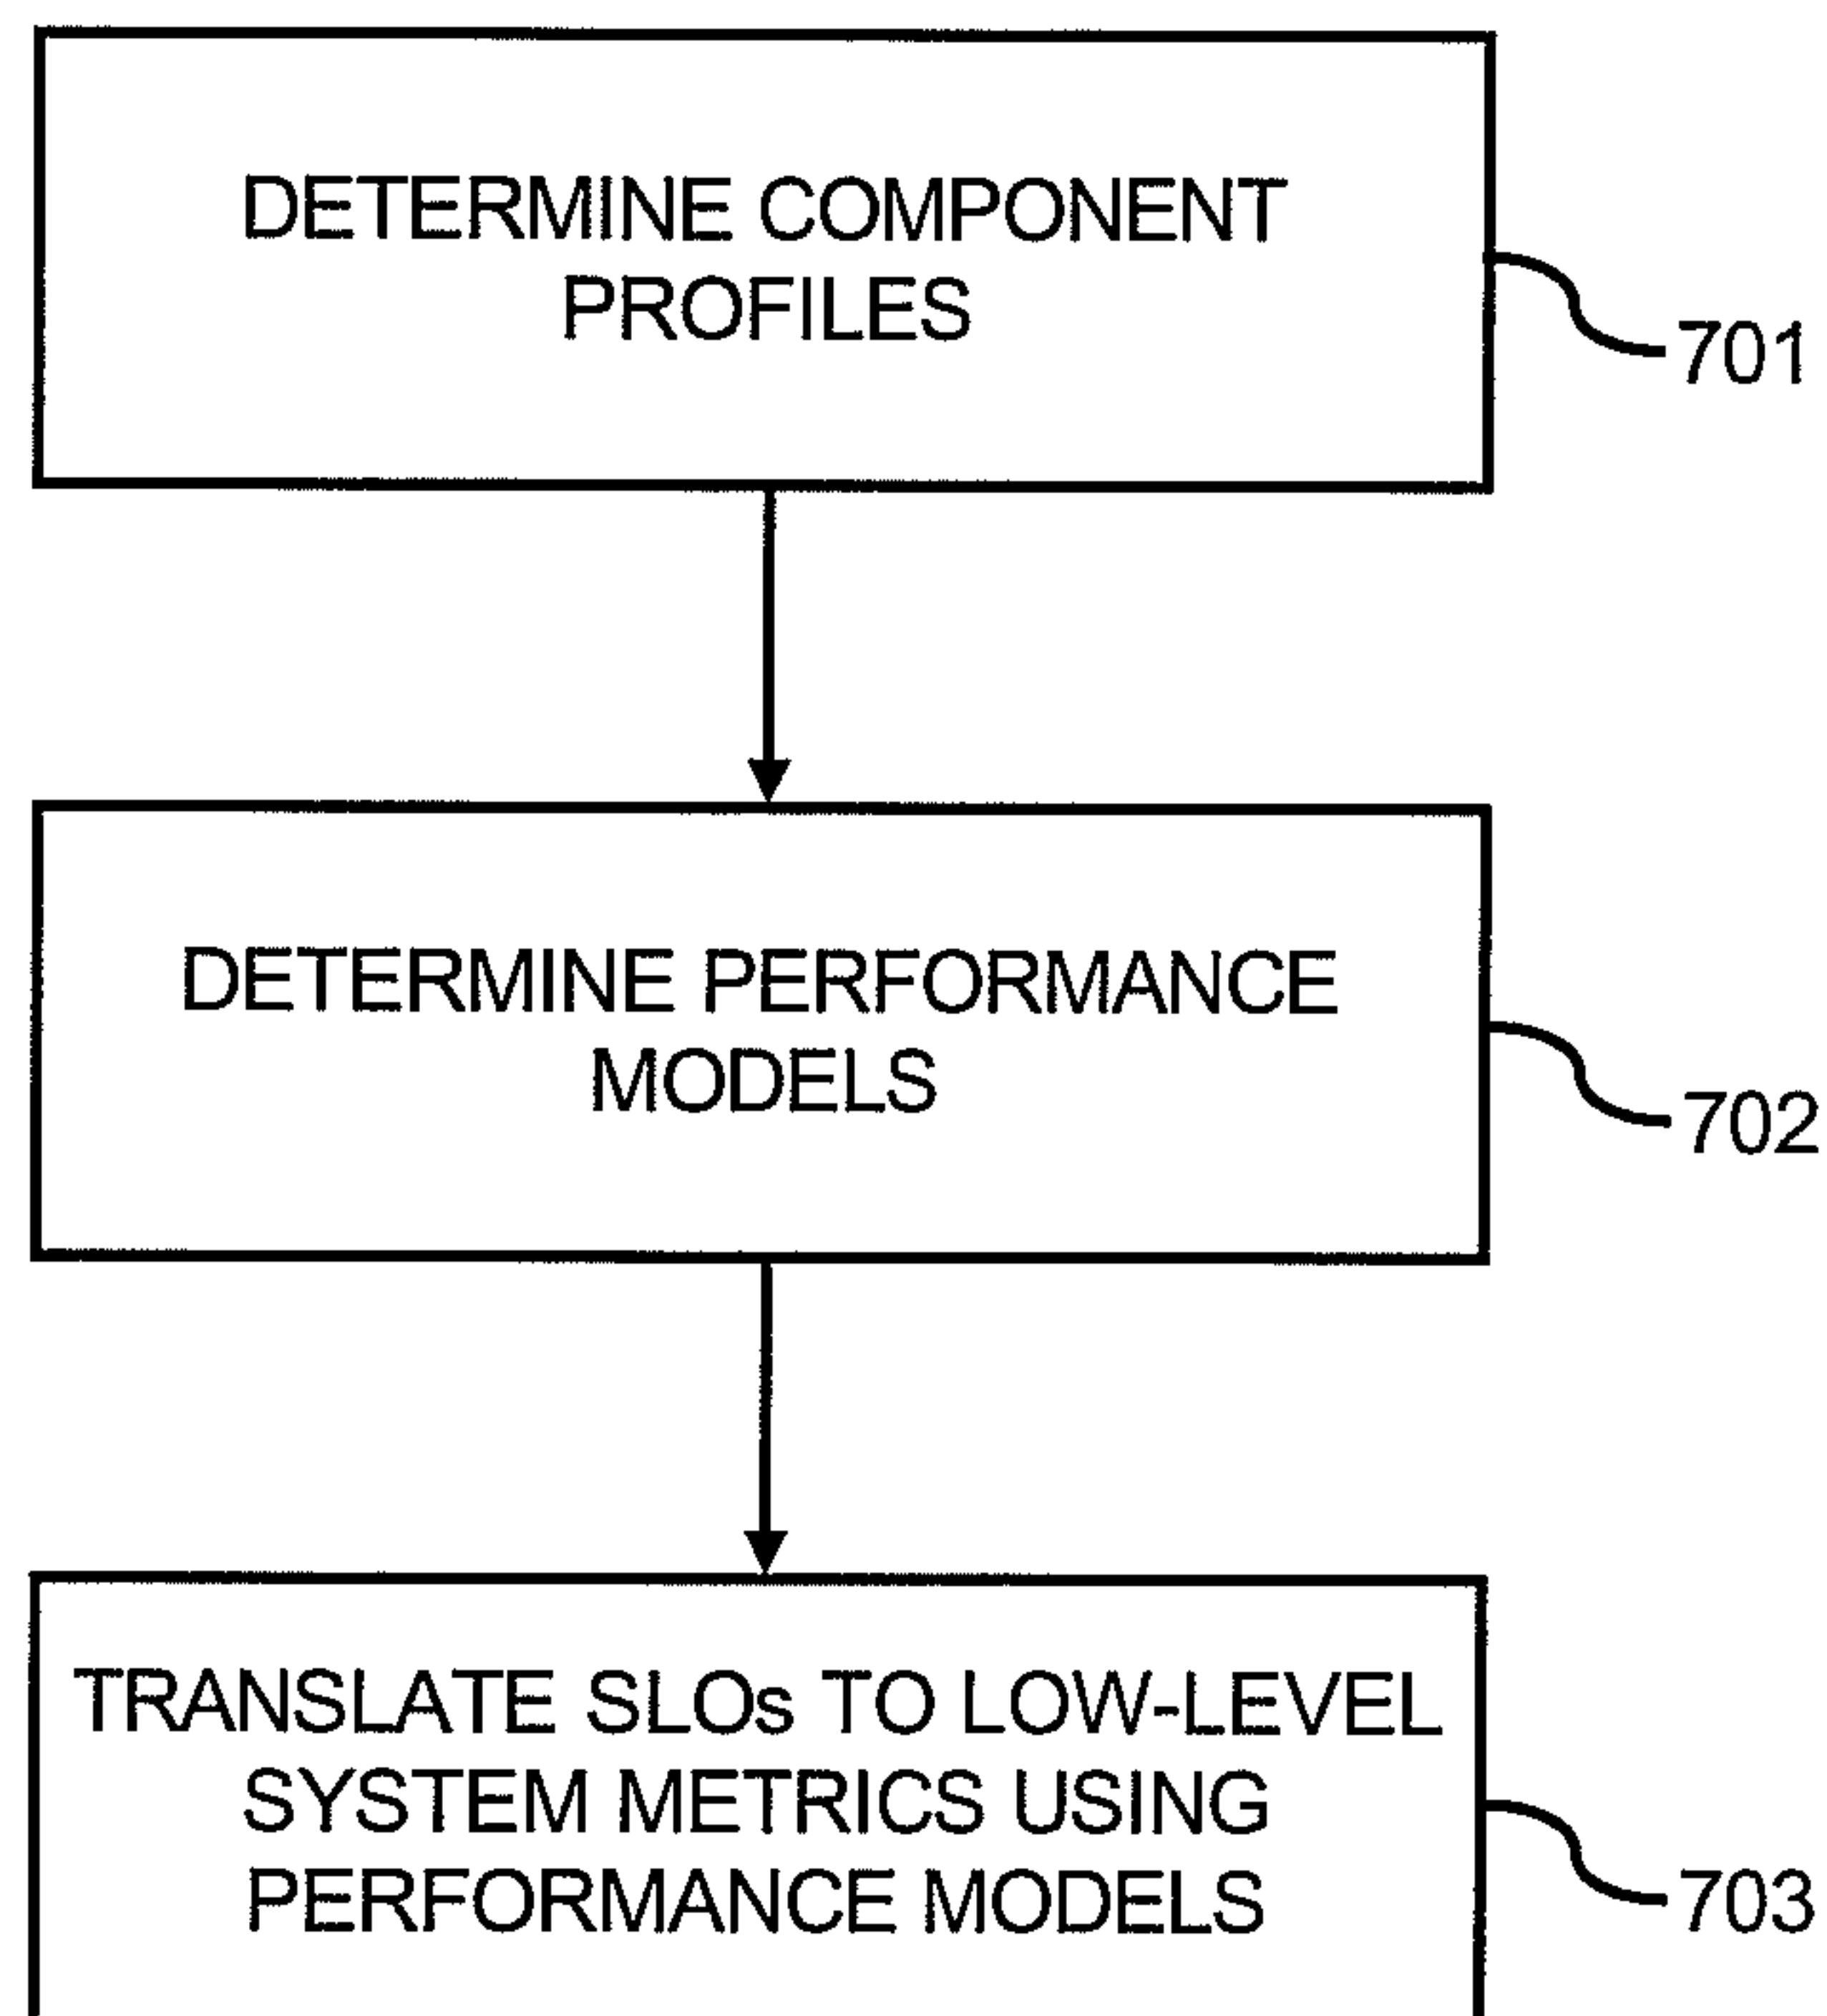 DETERMINE COMPONENT
PROFILES
701
DETERMINE PERFORMANCE
MODELS
702
TRANSLATE SLOs TO LOW-LEVEL
SYSTEM METRICS USING
PERFORMANCE MODELS
703